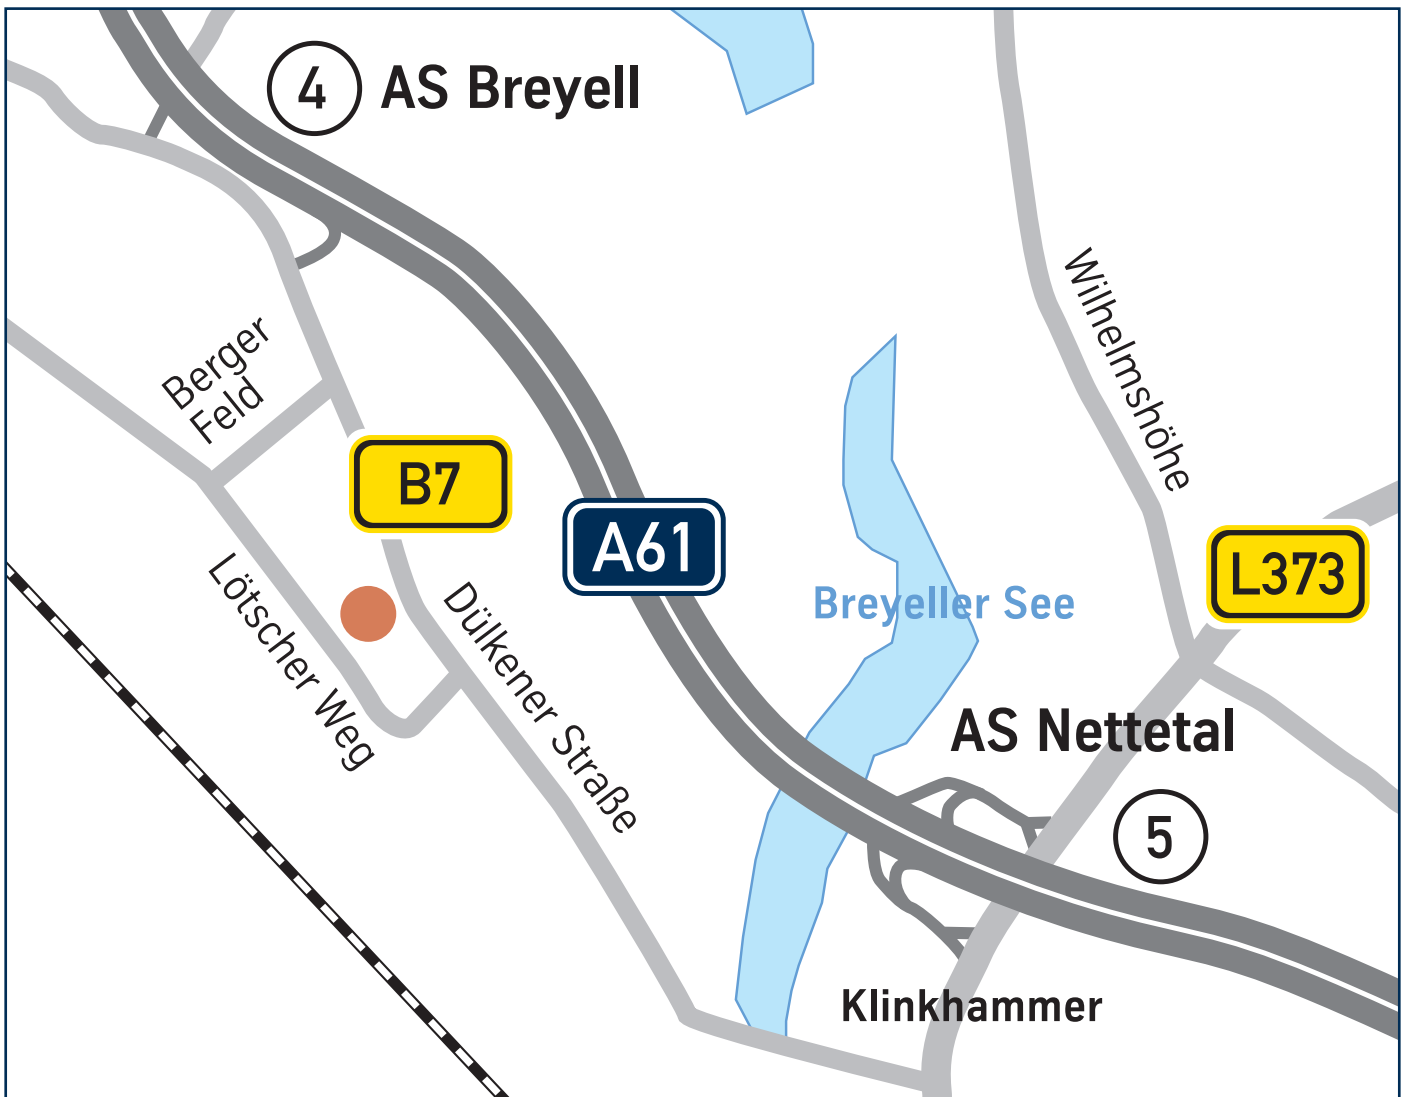 4 AS Breyell
Wilhelmshöhe
Berger
Feld
B7
A61
L373
Breyeller See
Lötscher Weg
Dülkener Straße
AS Nettetal
5
Klinkhammer